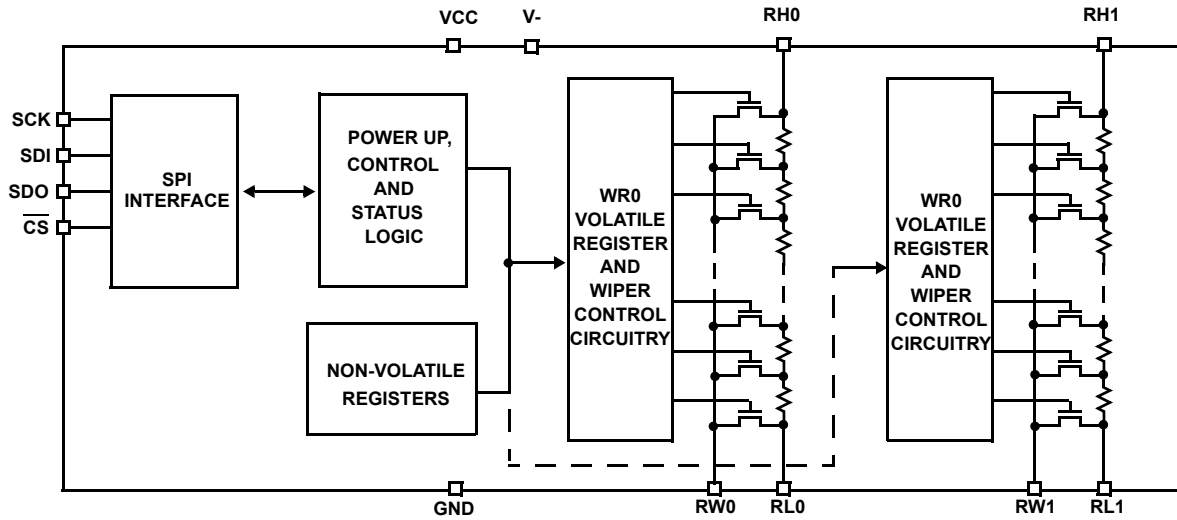 VCC
V-
RH0
RH1
SCK
SDI
SDO
CS
SPI
INTERFACE
POWER UP,
CONTROL
AND
STATUS
LOGIC
NON-VOLATILE
REGISTERS
WR0
VOLATILE
REGISTER
AND
WIPER
CONTROL
CIRCUITRY
WR0
VOLATILE
REGISTER
AND
WIPER
CONTROL
CIRCUITRY
GND
RW0
RL0
RW1
RL1